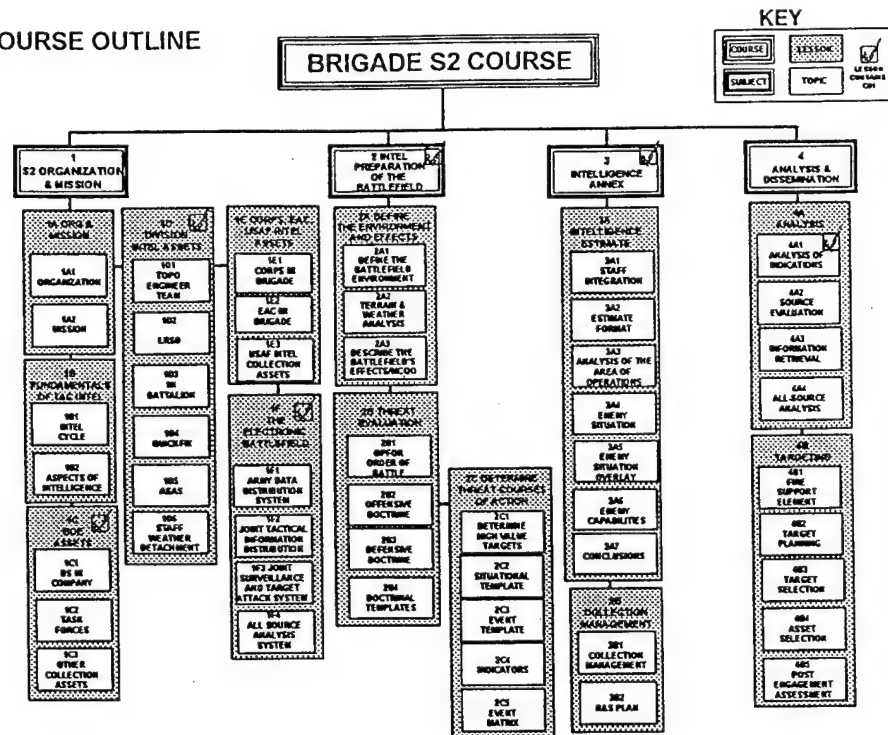 OURSE OUTLINE
BRIGADE S2 COURSE
KEY
COURSE
LESSON
SUBJECT
TOPIC
LESSON
CONTAINS
1
S2 ORGANIZATION
& MISSION
1A ORG &
MISSION
1A1
ORGANIZATION
1A2
MISSION
1B
FUNDAMENTALS
OF TAC INTEL
1B1
INTEL
CYCLE
1B2
ASPECTS OF
INTELLIGENCE
1C BDE
ASSETS
1C1
DS MI
COMPANY
1C2
TASK
FORCES
1C3
OTHER
COLLECTION
ASSETS
1D
DIVISION
INTEL ASSETS
1D1
TOPO
ENGINEER
TEAM
1D2
1D3
MI
BATTALION
1D4
QUICKFIX
1D5
1D6
STAFF
WEATHER
DETACHMENT
1E CORPS, EAC
USAF INTEL
ASSETS
1E1
CORPS MI
BRIGADE
1E2
EAC MI
BRIGADE
1E3
USAF INTEL
COLLECTION
ASSETS
1F THE
ELECTRONIC
BATTLEFIELD
1F1
ARMY DATA
DISTRIBUTION
SYSTEM
1F2
JOINT TACTICAL
INFORMATION
DISTRIBUTION
1F3 JOINT
SURVEILLANCE
AND TARGET
ATTACK SYSTEM
1F4
ALL SOURCE
ANALYSIS
SYSTEM
2 INTEL
PREPARATION
OF THE
BATTLEFIELD
2A DEFINE
THE ENVIRONMENT
AND EFFECTS
2A1
DEFINE THE
BATTLEFIELD
ENVIRONMENT
2A2
TERRAIN &
WEATHER
ANALYSIS
2A3
DESCRIBE THE
BATTLEFIELD'S
EFFECTS/MCOO
2B THREAT
EVALUATION
2B1
OPFOR
ORDER OF
BATTLE
2B2
OFFENSIVE
DOCTRINE
2B3
DEFENSIVE
DOCTRINE
2B4
DOCTRINAL
TEMPLATES
2C DETERMINE
THREAT COURSES
OF ACTION
2C1
DETERMINE
HIGH VALUE
TARGETS
2C2
SITUATIONAL
TEMPLATE
2C3
EVENT
TEMPLATE
2C4
INDICATORS
2C5
EVENT
MATRIX
3
INTELLIGENCE
ANNEX
3A
INTELLIGENCE
ESTIMATE
3A1
STAFF
INTEGRATION
3A2
ESTIMATE
FORMAT
3A3
ANALYSIS OF THE
AREA OF
OPERATIONS
3A4
ENEMY
SITUATION
3A5
ENEMY
SITUATION
OVERLAY
3A6
ENEMY
CAPABILITIES
3A7
CONCLUSIONS
3B
COLLECTION
MANAGEMENT
3B1
COLLECTION
MANAGEMENT
3B2
R&S PLAN
4
ANALYSIS &
DISSEMINATION
4A
ANALYSIS
4A1
ANALYSIS OF
INDICATIONS
4A2
SOURCE
EVALUATION
4A3
INFORMATION
RETRIEVAL
4A4
ALL-SOURCE
ANALYSIS
4B
TARGETING
4B1
FIRE
SUPPORT
ELEMENT
4B2
TARGET
PLANNING
4B3
TARGET
SELECTION
4B4
ASSET
SELECTION
4B5
POST
ENGAGEMENT
ASSESSMENT